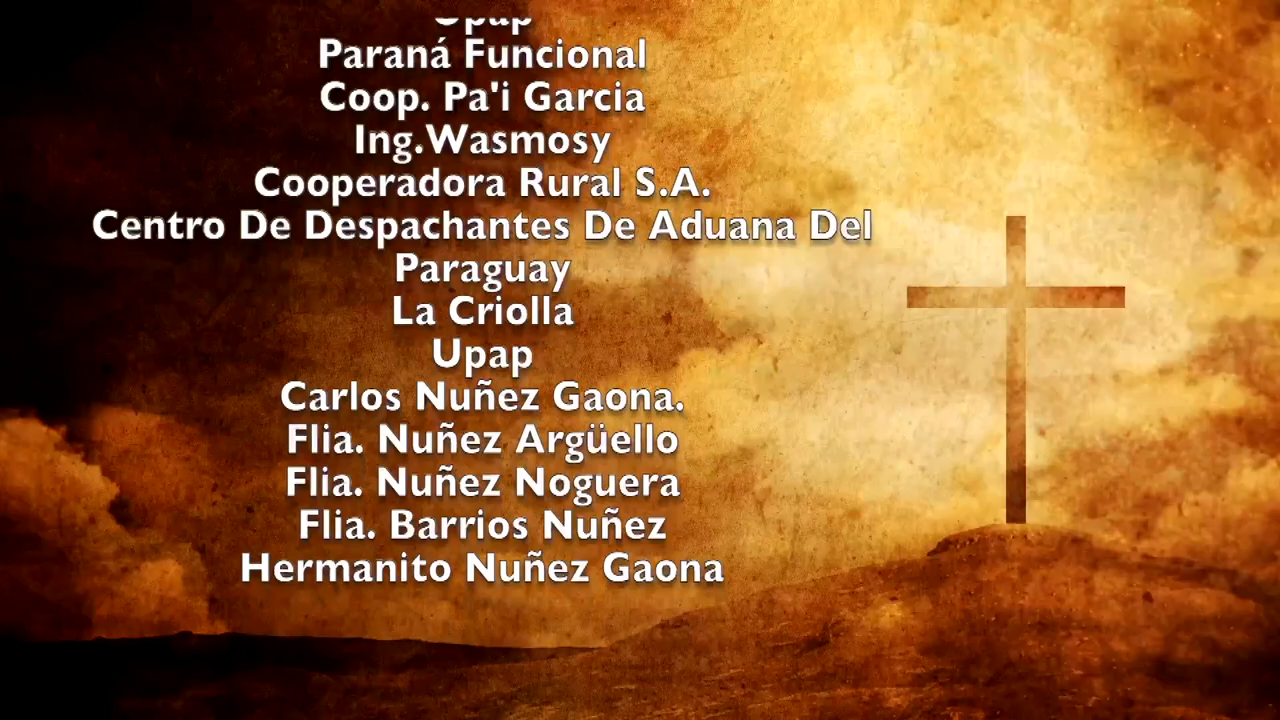 Paraná Funcional
Coop. Pa'i Garcia
Ing.Wasmosy
Cooperadora Rural S.A.
Centro De Despachantes De Aduana Del
Paraguay
La Criolla
Upap
Carlos Nuñez Gaona.
Flia. Nuñez Argüello
Flia. Nuñez Noguera
Flia. Barrios Nuñez
Hermanito Nuñez Gaona